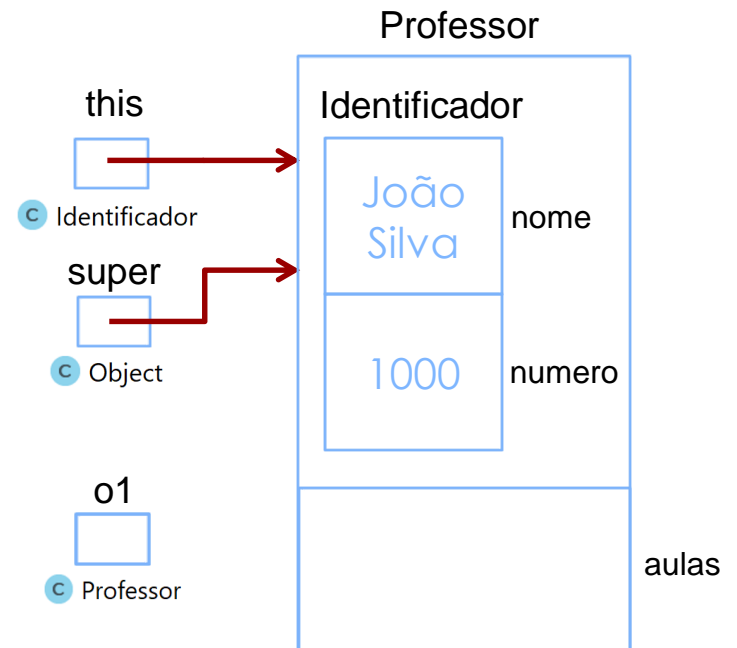 Professor
this
Identificador
C Identificador
João
Silva
nome
super
C Object
1000
numero
o1
C Professor
aulas